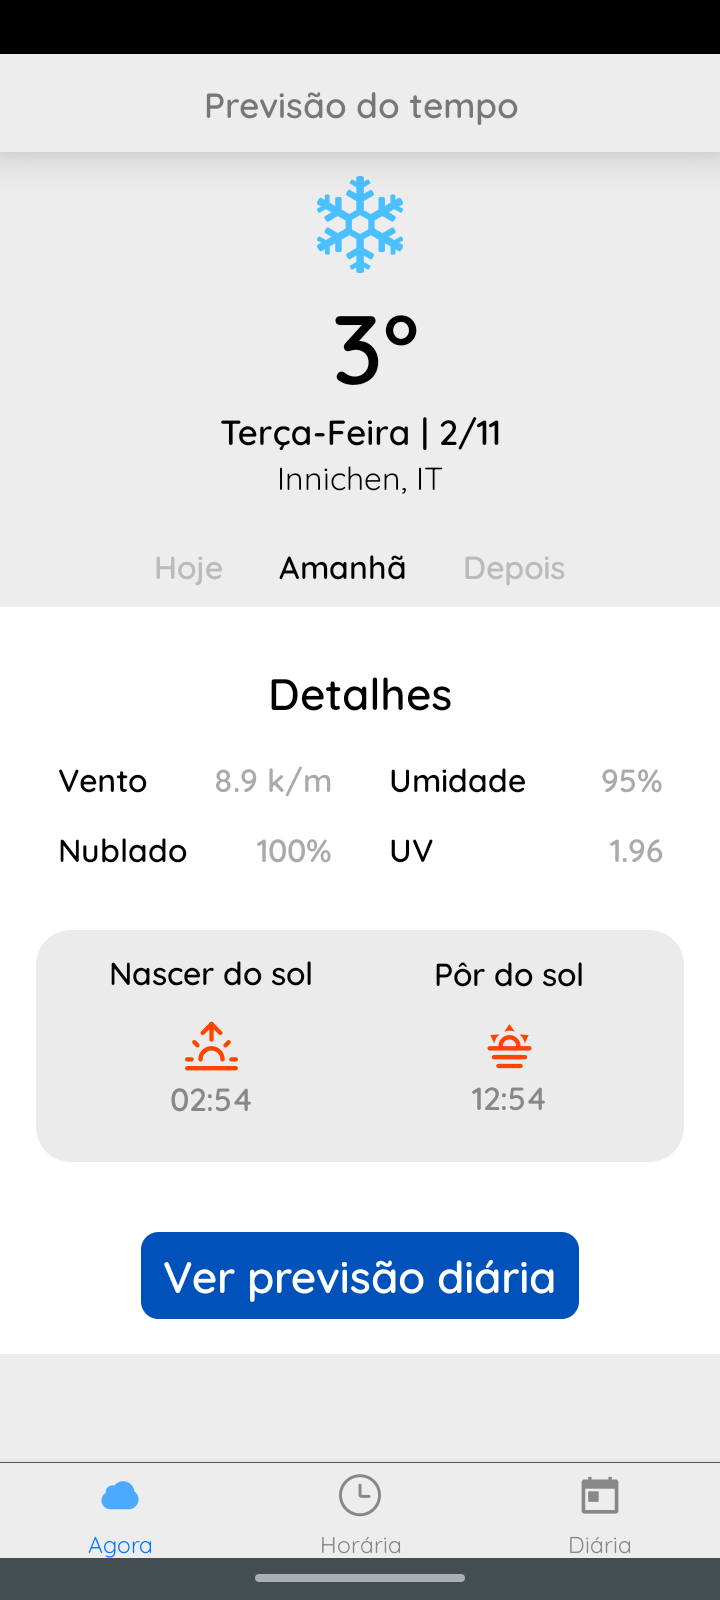 Previsão do tempo
3°
Terça-Feira | 2/11
Innichen, IT
Hoje Amanhã Depois
Detalhes
Vento 8.9 k/m Umidade 95%
Nublado 100% UV 1.96
Nascer do sol Pôr do sol
02:54 12:54
Ver previsão diária
Agora Horária Diária